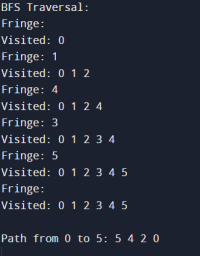 BFS Traversal:
Fringe:
Visited: 0
Fringe: 1
Visited: 0 1 2
Fringe: 4
Visited: 0 1 2 4
Fringe: 3
Visited: 0 1 2 3 4
Fringe: 5
Visited: 0 1 2 3 4 5
Fringe:
Visited: 0 1 2 3 4 5
Path from 0 to 5: 5 4 2 0